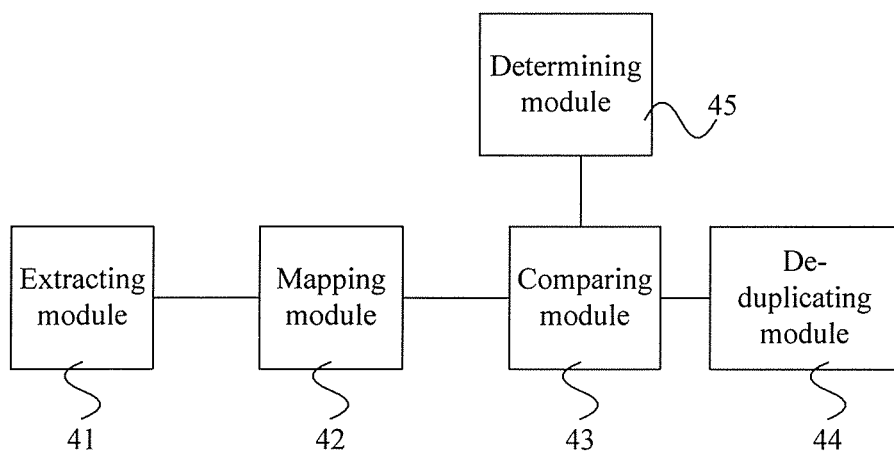 Determining
module
45
Extracting
module
Mapping
module
Comparing
module
De-
duplicating
module
41
42
43
44